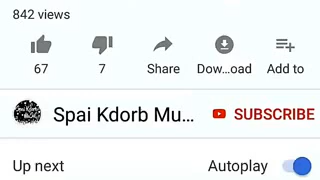 842 views
67 7 Share Dow...oad Add to
Spai Kdorb Mu... SUBSCRIBE
Up next Autoplay